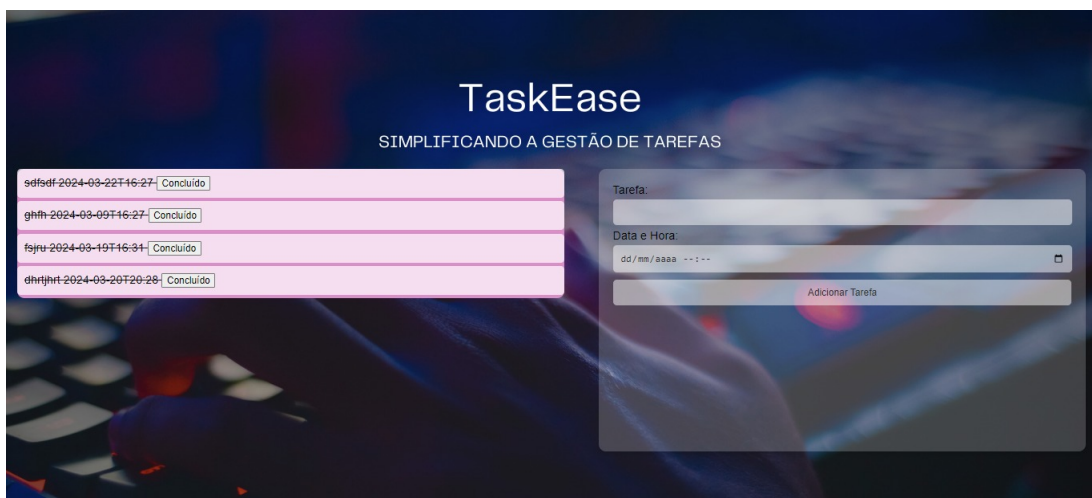 TaskEase
SIMPLIFICANDO A GESTÃO DE TAREFAS
sdfsdf 2024-03-22T16:27 Concluído
ghfh 2024-03-09T16:27 Concluído
fsjru 2024-03-19T16:31 Concluído
dhrtjhrt 2024-03-20T20:28 Concluído
Tarefa:
Data e Hora:
dd/mm/aaaa --:--
Adicionar Tarefa